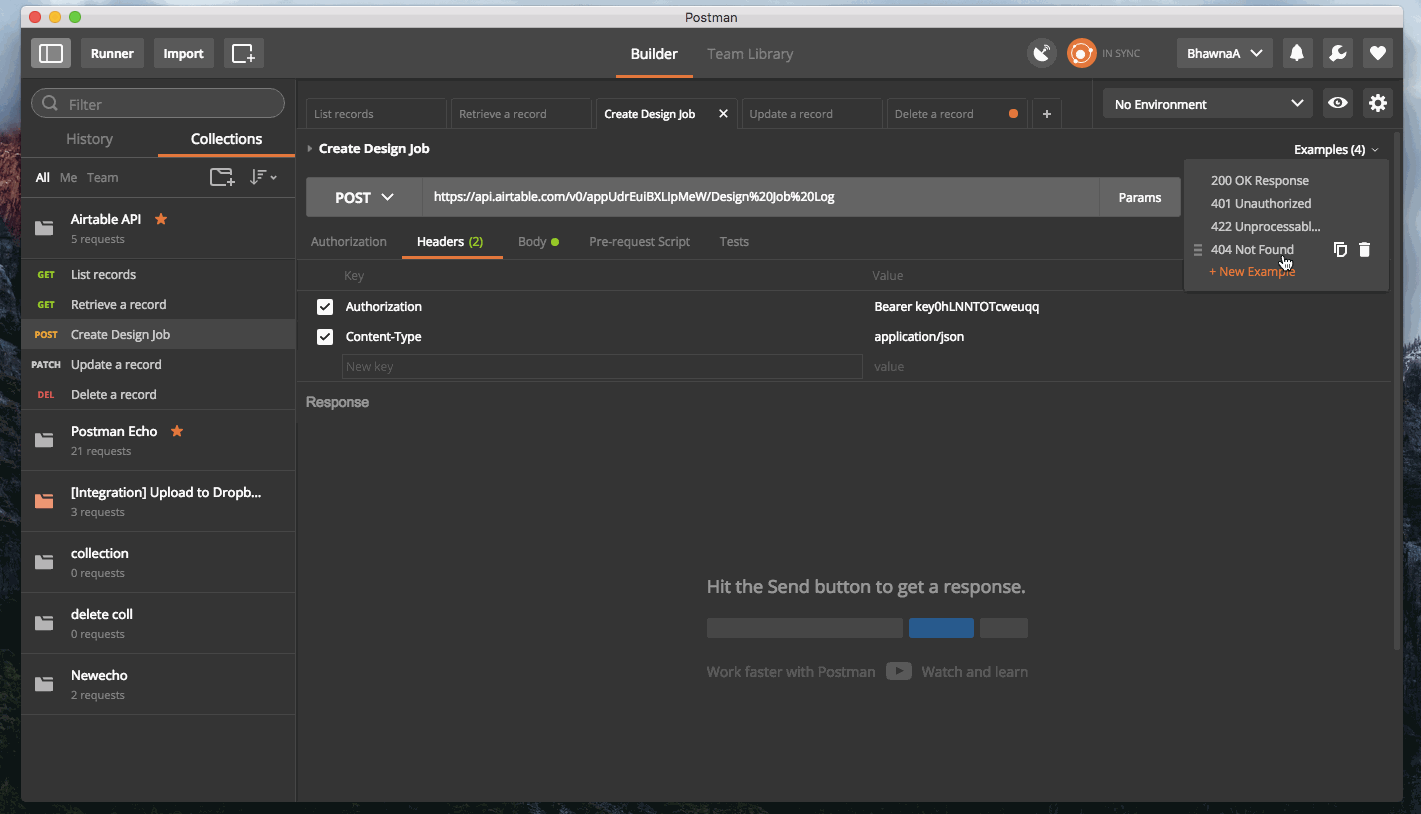 Postman
Runner
Import
Builder
Team Library
IN SYNC
BhawnaA
Filter
History
Collections
All Me Team
Airtable API
5 requests
GET List records
GET Retrieve a record
POST Create Design Job
PATCH Update a record
DEL Delete a record
Postman Echo
21 requests
[Integration] Upload to Dropb...
3 requests
collection
0 requests
delete coll
0 requests
Newecho
2 requests
List records
Retrieve a record
Create Design Job
Update a record
Delete a record
No Environment
Create Design Job
Examples (4)
POST
https://api.airtable.com/v0/appUdrEuiBXLIpMeW/Design%20Job%20Log
Params
200 OK Response
401 Unauthorized
422 Unprocessabl...
404 Not Found
+ New Example
Authorization
Headers (2)
Body
Pre-request Script
Tests
Key Value
Authorization Bearer key0hLNNTOTcweuqq
Content-Type application/json
New key value
Response
Hit the Send button to get a response.
Work faster with Postman Watch and learn